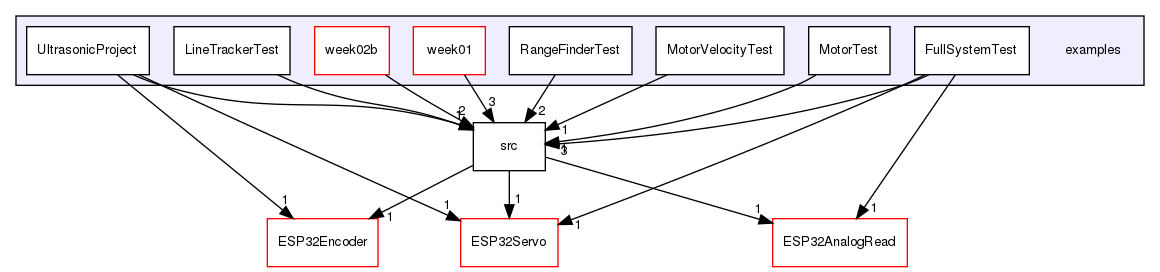 UltrasonicProject
LineTrackerTest
week02b
week01
RangeFinderTest
MotorVelocityTest
MotorTest
FullSystemTest
examples
2
3
2
1
3
src
1
1
1
1
1
1
1
ESP32Encoder
ESP32Servo
ESP32AnalogRead